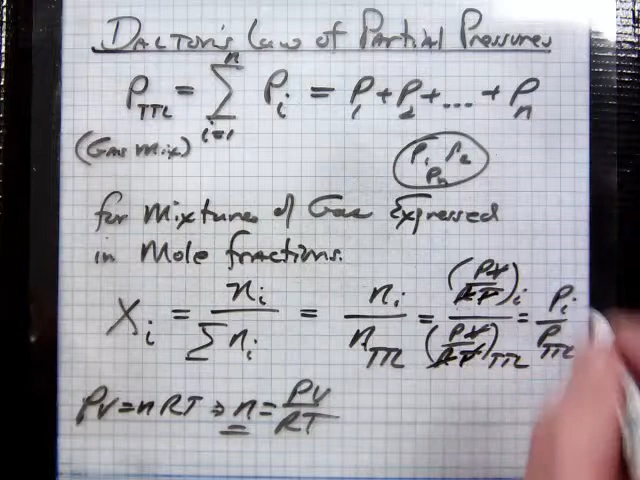 Dalton's Law of Partial Pressures
P_TTL = Σ_{i=1}^{n} P_i = P_1 + P_2 + ... + P_n
(Gas Mix)
P_1 P_2
P_n
for Mixtures of Gas Expressed
in Mole fractions.
X_i = n_i / Σ n_i = n_i / n_TTL = (PV/RT)_i / (PV/RT)_TTL = P_i / P_TTL
PV = nRT ⇒ n = PV / RT